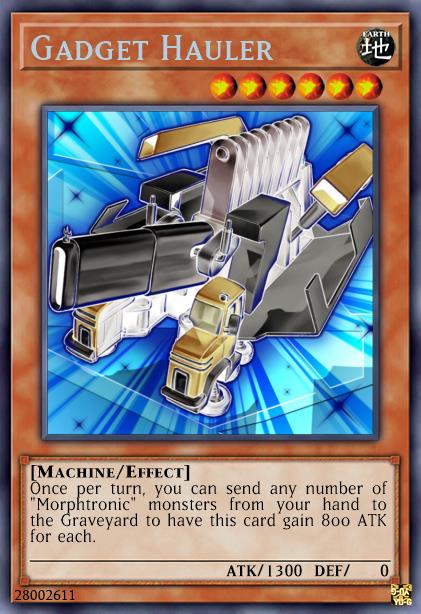 Gadget Hauler
EARTH
地
[Machine/Effect]
Once per turn, you can send any number of
"Morphtronic" monsters from your hand to
the Graveyard to have this card gain 800 ATK
for each.
ATK/1300 DEF/ 0
28002611